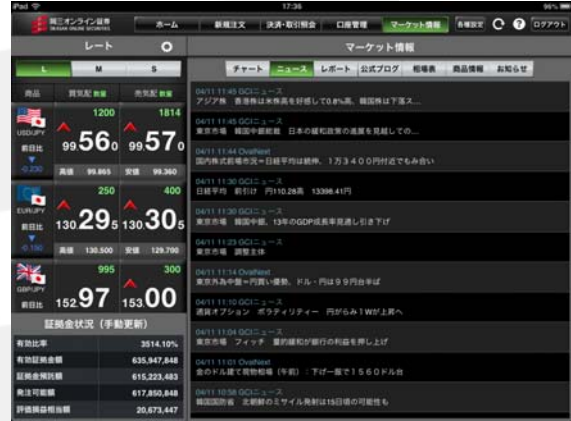 iPad
17:36
96%
岡三オンライン証券
OKASAN ONLINE SECURITIES
ホーム
新規注文
決済・取引照会
口座管理
マーケット情報
各種設定
ログアウト
レート
マーケット情報
L
M
S
チャート
ニュース
レポート
公式ブログ
相場表
商品情報
お知らせ
商品
買気配 数量
売気配 数量
USD/JPY
1200
1814
99.560
99.570
前日比
-0.230
高値 99.865
安値 99.360
EUR/JPY
250
400
130.295
130.305
前日比
-0.150
高値 130.500
安値 129.700
GBP/JPY
995
300
152.97
153.00
前日比
証拠金状況（手動更新）
有効比率 3514.10%
有効証拠金額 635,947,848
証拠金預託額 615,223,483
発注可能額 617,850,848
評価損益相当額 20,673,447
04/11 11:49 GCIニュース
アジア株 香港株は米株高を好感して0.8%高、韓国株は下落ス...
04/11 11:45 GCIニュース
東京市場 韓国中銀総裁 日本の緩和政策の進展を見越しての...
04/11 11:44 OvalNext
国内株式前場市況＝日経平均は続伸、１万３４００円付近でもみ合い
04/11 11:30 GCIニュース
日経平均 前引け 円110.28高 13398.41円
04/11 11:30 GCIニュース
東京市場 韓国中銀、13年のGDP成長率見通し引き下げ
04/11 11:23 GCIニュース
東京市場 調整主体
04/11 11:14 OvalNext
東京外為中盤＝円買い優勢、ドル・円は９９円台半ば
04/11 11:10 GCIニュース
通貨オプション ボラティリティー 円がらみ１Wが上昇へ
04/11 11:04 GCIニュース
東京市場 フィッチ 量的緩和が銀行の利益を押し上げ
04/11 11:01 OvalNext
金のドル建て現物相場（午前）：下げ一服で１５６０ドル台
04/11 10:58 GCIニュース
韓国国防省 北朝鮮のミサイル発射は15日頃の可能性も